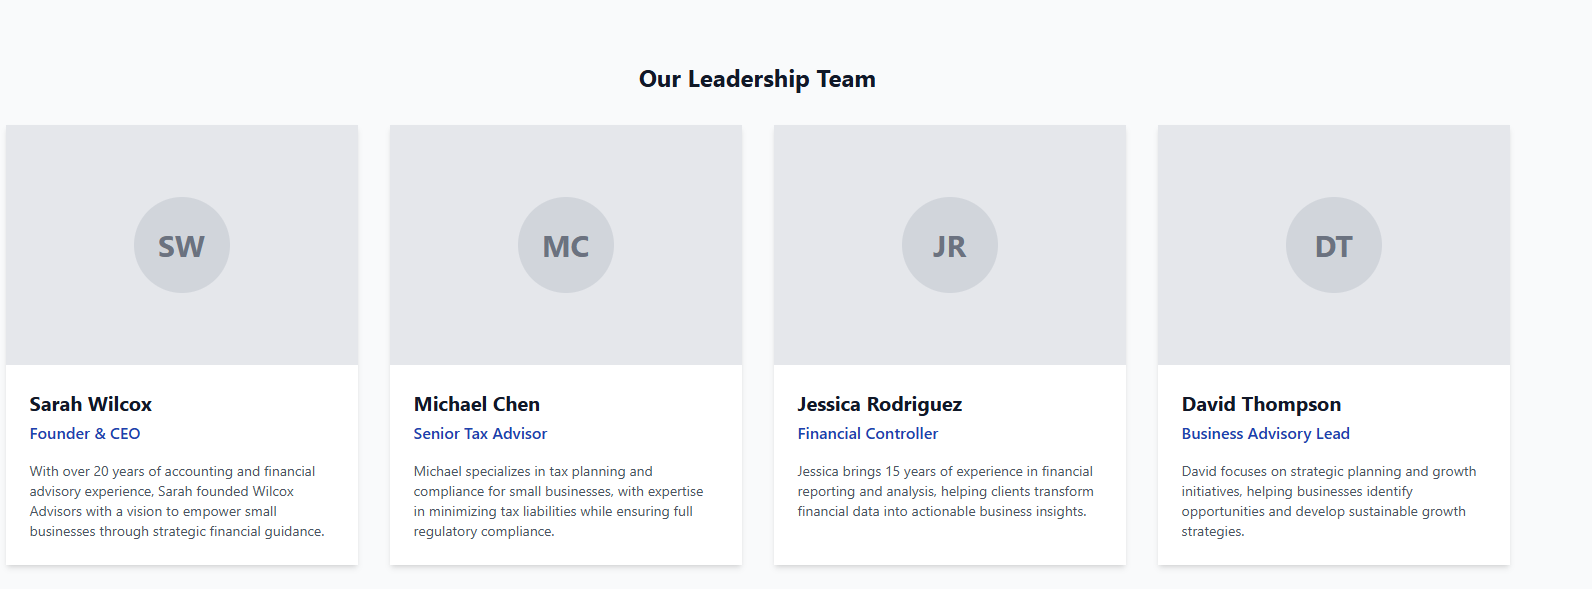 Our Leadership Team
SW
MC
JR
DT
Sarah Wilcox
Founder & CEO
With over 20 years of accounting and financial
advisory experience, Sarah founded Wilcox
Advisors with a vision to empower small
businesses through strategic financial guidance.
Michael Chen
Senior Tax Advisor
Michael specializes in tax planning and
compliance for small businesses, with expertise
in minimizing tax liabilities while ensuring full
regulatory compliance.
Jessica Rodriguez
Financial Controller
Jessica brings 15 years of experience in financial
reporting and analysis, helping clients transform
financial data into actionable business insights.
David Thompson
Business Advisory Lead
David focuses on strategic planning and growth
initiatives, helping businesses identify
opportunities and develop sustainable growth
strategies.